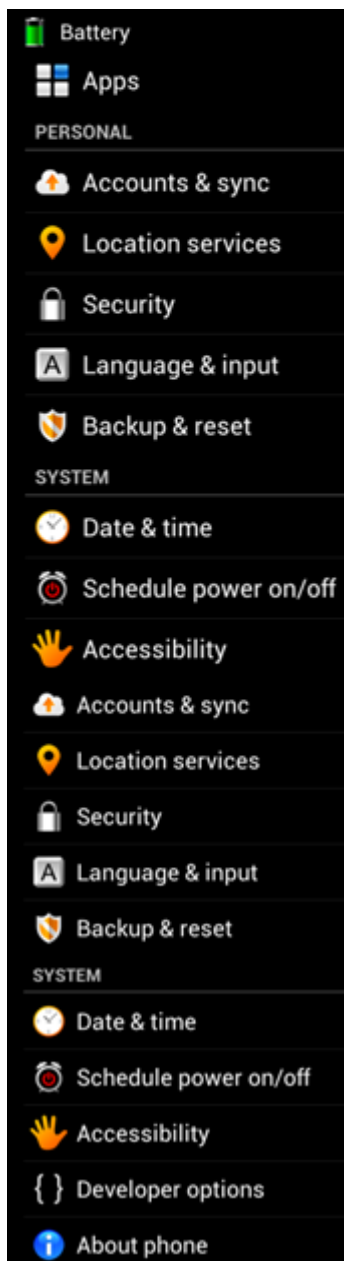 Battery
Apps
PERSONAL
Accounts & sync
Location services
Security
A Language & input
Backup & reset
SYSTEM
Date & time
Schedule power on/off
Accessibility
Accounts & sync
Location services
Security
A Language & input
Backup & reset
SYSTEM
Date & time
Schedule power on/off
Accessibility
{ } Developer options
i About phone